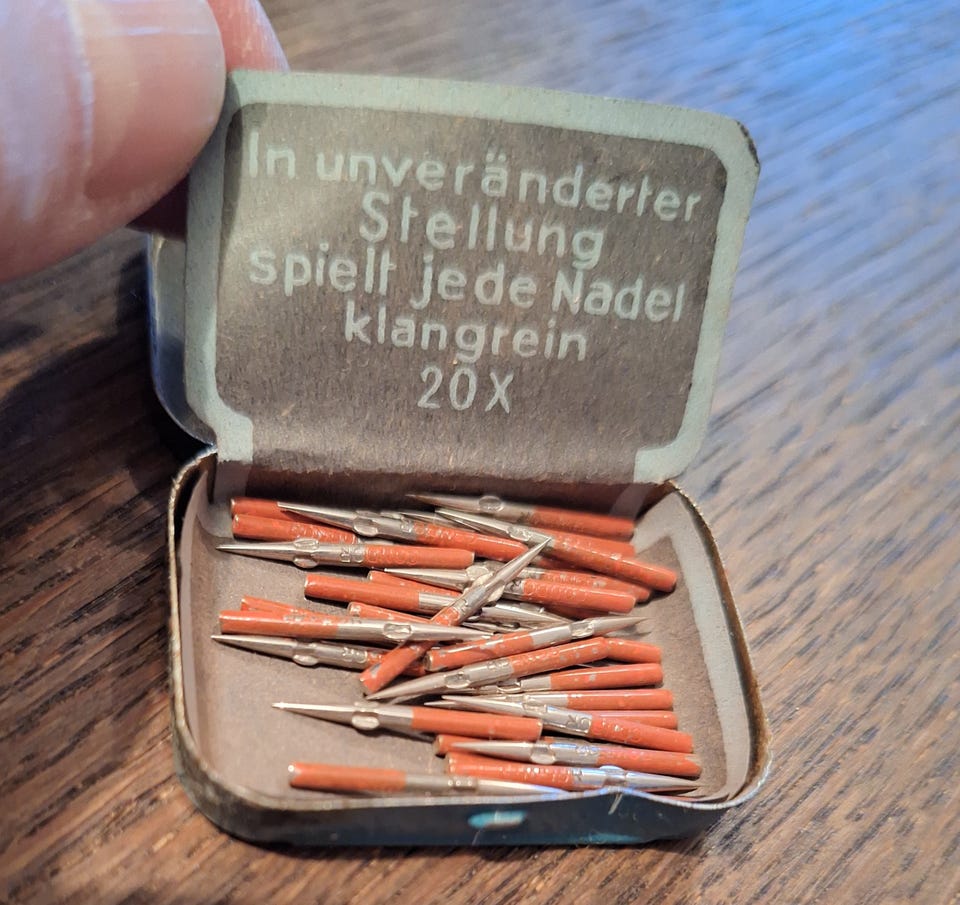 In unveränderter
Stellung
spielt jede Nadel
klangrein
20X